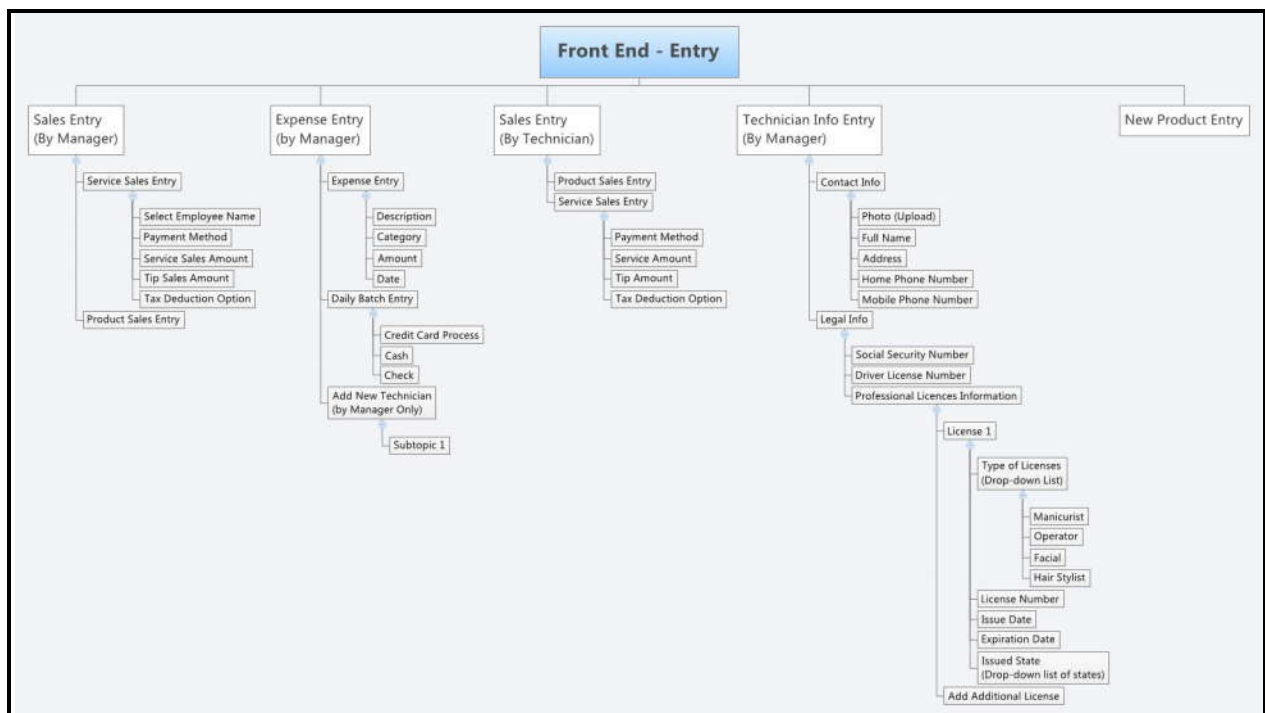 Front End - Entry
Sales Entry
(By Manager)
Service Sales Entry
Select Employee Name
Payment Method
Service Sales Amount
Tip Sales Amount
Tax Deduction Option
Product Sales Entry
Expense Entry
(by Manager)
Expense Entry
Description
Category
Amount
Date
Daily Batch Entry
Credit Card Process
Cash
Check
Add New Technician
(by Manager Only)
Subtopic 1
Sales Entry
(By Technician)
Product Sales Entry
Service Sales Entry
Payment Method
Service Amount
Tip Amount
Tax Deduction Option
Technician Info Entry
(By Manager)
Contact Info
Photo (Upload)
Full Name
Address
Home Phone Number
Mobile Phone Number
Legal Info
Social Security Number
Driver License Number
Professional Licences Information
License 1
Type of Licenses
(Drop-down List)
Manicurist
Operator
Facial
Hair Stylist
License Number
Issue Date
Expiration Date
Issued State
(Drop-down list of states)
Add Additional License
New Product Entry